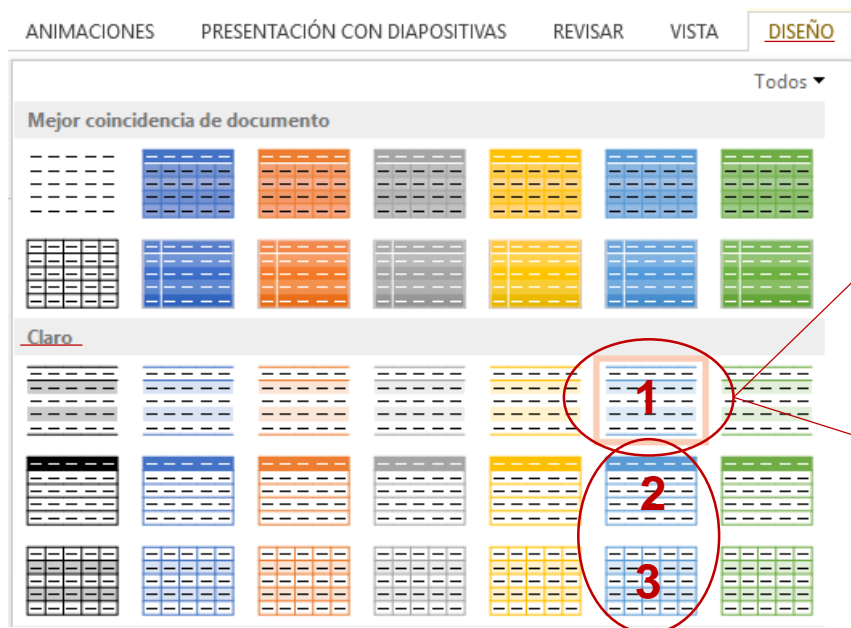 ANIMACIONES PRESENTACIÓN CON DIAPOSITIVAS REVISAR VISTA DISEÑO
Todos
Mejor coincidencia de documento
Claro
1
2
3